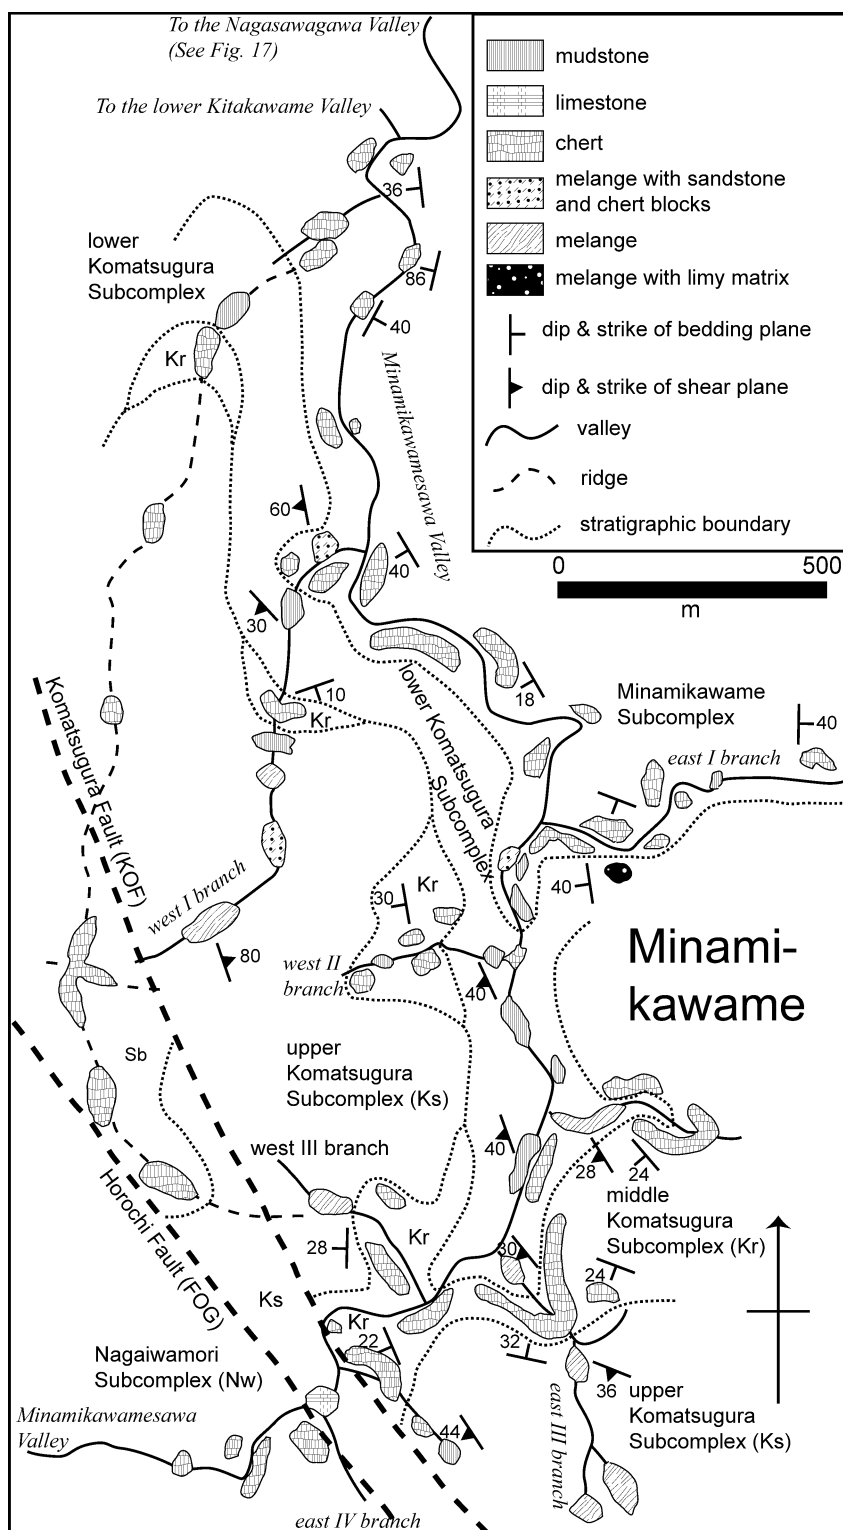 To the Nagasawagawa Valley
(See Fig. 17)
To the lower Kitakawame Valley
mudstone
limestone
chert
melange with sandstone
and chert blocks
melange
melange with limy matrix
dip & strike of bedding plane
dip & strike of shear plane
valley
ridge
stratigraphic boundary
0
500
m
36
lower
Komatsugura
Subcomplex
86
40
Kr
Minamikawamesawa Valley
60
40
30
10
Kr
18
lower Komatsugura
Subcomplex
Minamikawame
Subcomplex
40
east I branch
Komatsugura Fault (KOF)
west I branch
80
Kr
30
40
west II
branch
40
Minami-
kawame
Sb
upper
Komatsugura
Subcomplex (Ks)
west III branch
40
28
24
middle
Komatsugura
Subcomplex (Kr)
Horochi Fault (FOG)
28
Kr
30
24
Ks
Kr
22
32
Nagaiwamori
Subcomplex (Nw)
36
upper
Komatsugura
Subcomplex (Ks)
Minamikawamesawa
Valley
44
east III branch
east IV branch